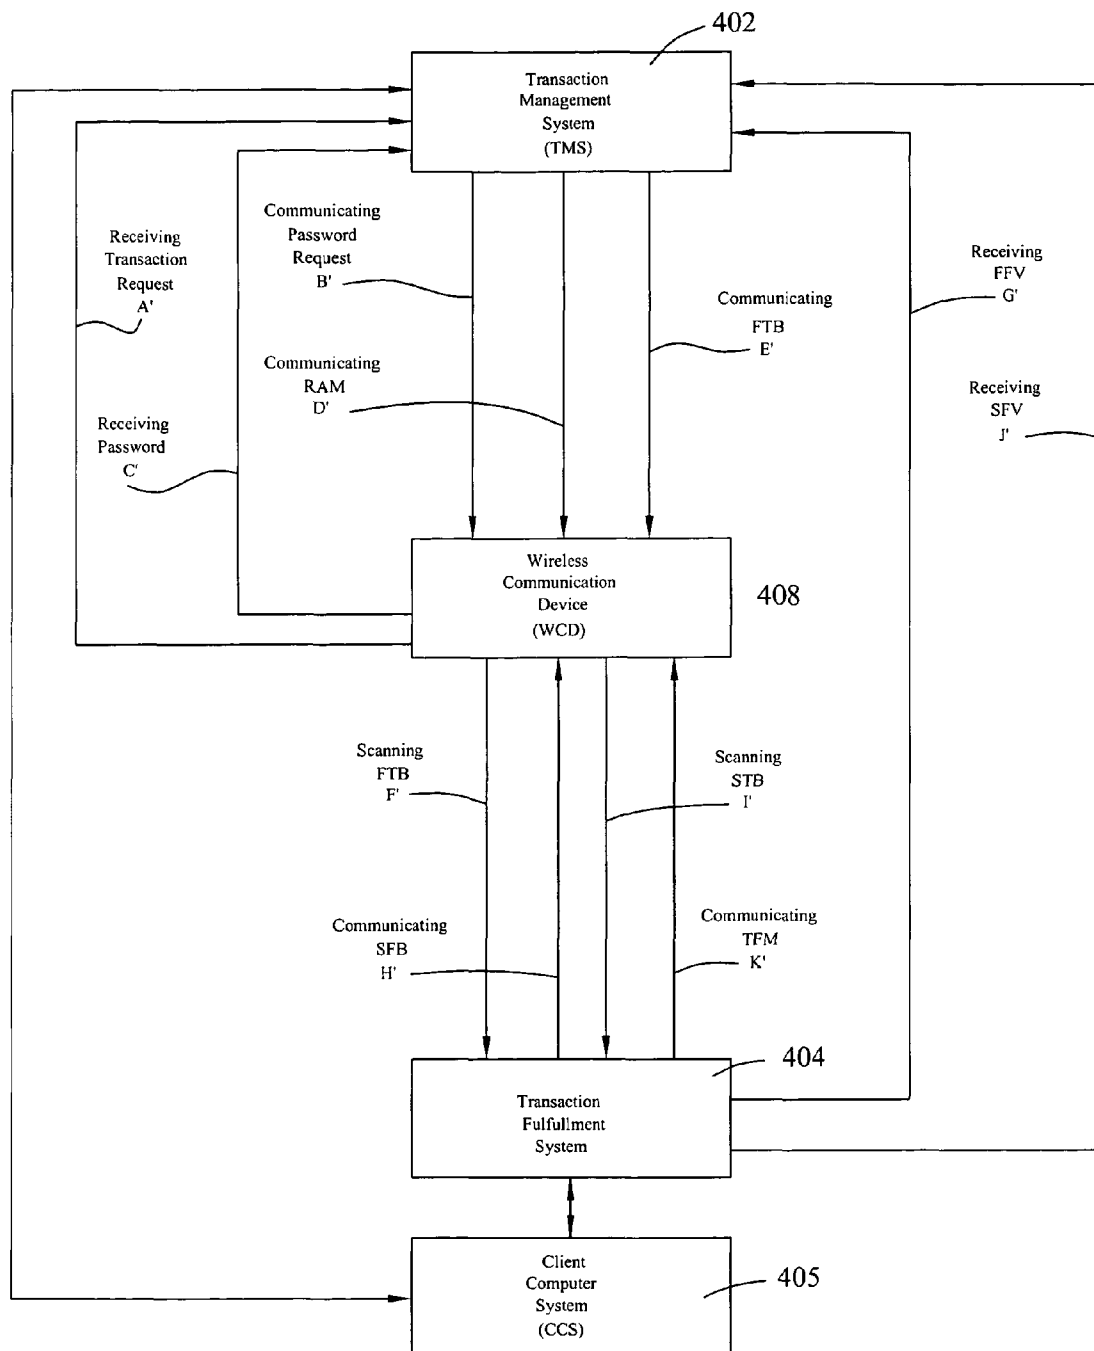 402
Transaction
Management
System
(TMS)
Communicating
Password
Request
B'
Receiving
Transaction
Request
A'
Receiving
FFV
G'
Communicating
FTB
E'
Communicating
RAM
D'
Receiving
SFV
J'
Receiving
Password
C'
Wireless
Communication
Device
(WCD)
408
Scanning
FTB
F'
Scanning
STB
I'
Communicating
SFB
H'
Communicating
TFM
K'
404
Transaction
Fulfullment
System
Client
Computer
System
(CCS)
405